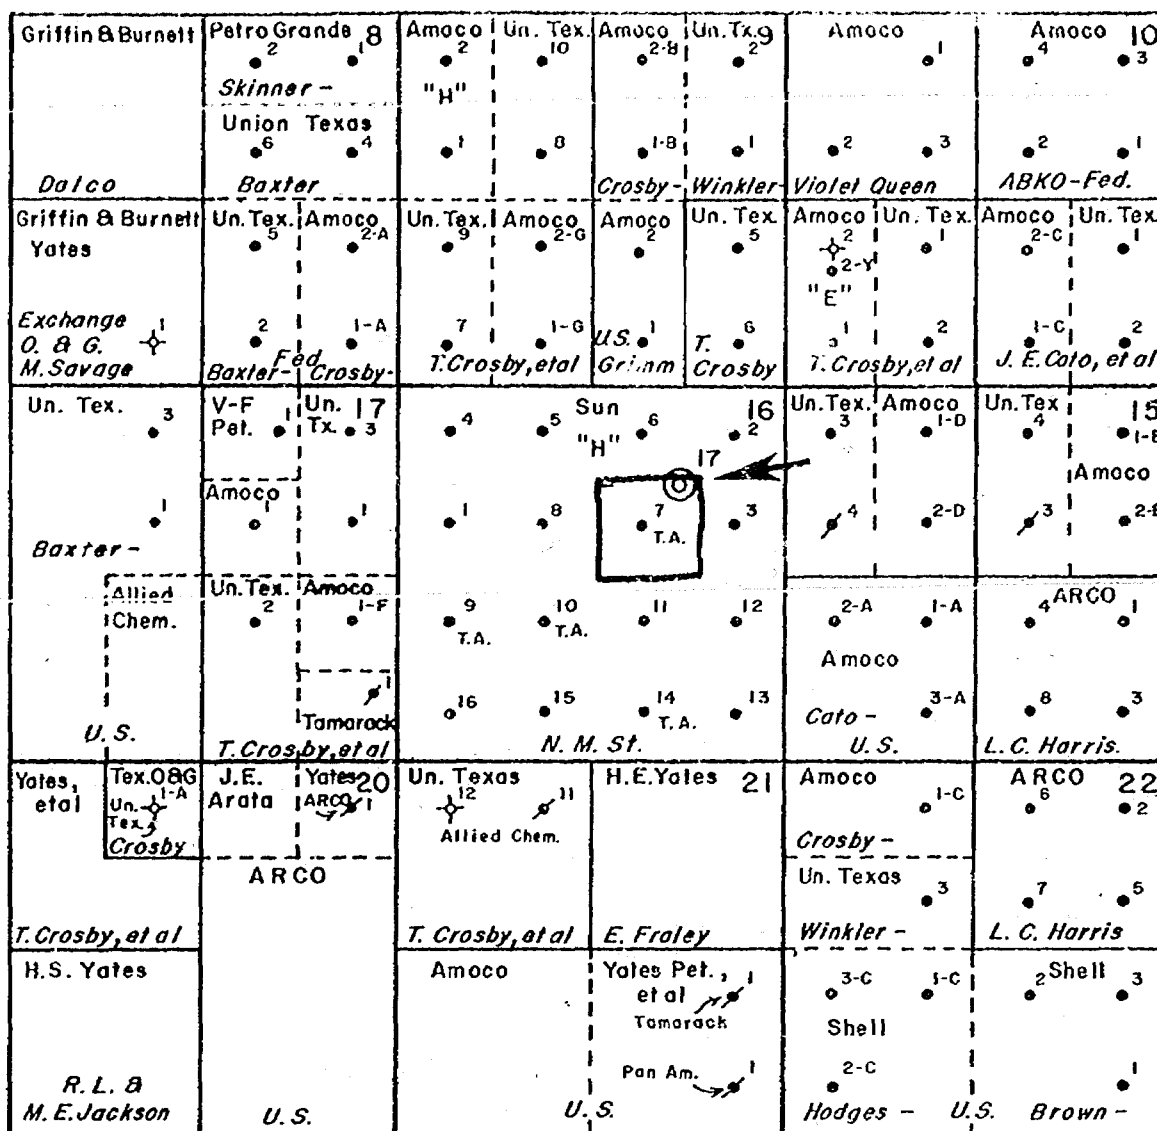 Griffin & Burnett Petro Grande 8 Amoco Un. Tex. Amoco Un. Tx. 9 Amoco Amoco 10
2 1 2 10 2-B 2 1 4 3
Skinner - "H"
Union Texas
6 4 1 8 1-B 1 2 3 2 1
Dalco Baxter Crosby - Winkler - Violet Queen ABKO - Fed.
Griffin & Burnett Un. Tex. Amoco Un. Tex. Amoco Amoco Un. Tex. Amoco Un. Tex. Amoco Un. Tex.
Yates 5 2-A 9 2-G 2 5 2 1 2-C 1
2-Y
"E"
Exchange 1 2 1-A 7 1-G U.S. 1 T. 6 1 2 1-C 2
O. & G. 3
M. Savage Baxter - Fed. Crosby - T. Crosby, etal Grimm Crosby T. Crosby, et al J. E. Cato, et al
Un. Tex. 3 V-F Pet. 1 Un. Tx. 17 3 4 5 Sun 6 2 16 Un. Tex. 3 Amoco 1-D Un. Tex 4 15
"H" 1-E
17 Amoco
Amoco
1 1 1 1 8 7 3 4 2-D 3 2-E
T.A.
Baxter -
Allied Un. Tex. Amoco ARCO
Chem. 2 1-F 9 10 11 12 2-A 1-A 4 1
T.A. T.A.
Amoco
1 16 15 14 13 3-A 8 3
Tamarack T.A. Cato -
U.S. T. Crosby, et al N. M. St. U.S. L. C. Harris.
Yates, Tex. O&G J. E. Yates 20 Un. Texas H. E. Yates 21 Amoco ARCO 22
etal 1-A Arata ARCO 1 12 11 1-C 6 2
Un. Allied Chem.
Tex.
Crosby Crosby -
ARCO Un. Texas
3 7 5
T. Crosby, et al T. Crosby, et al E. Fraley Winkler - L. C. Harris
H.S. Yates Amoco Yates Pet., 1 3-C 1-C 2 Shell 3
et al
Tamarack Shell
Pan Am. 1 2-C 1
R. L. &
M. E. Jackson U.S. U.S. Hodges - U.S. Brown -